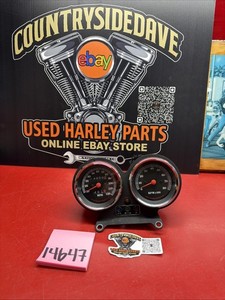 COUNTRYSIDEDAVE
ebay
USED HARLEY PARTS
ONLINE EBAY STORE
14647